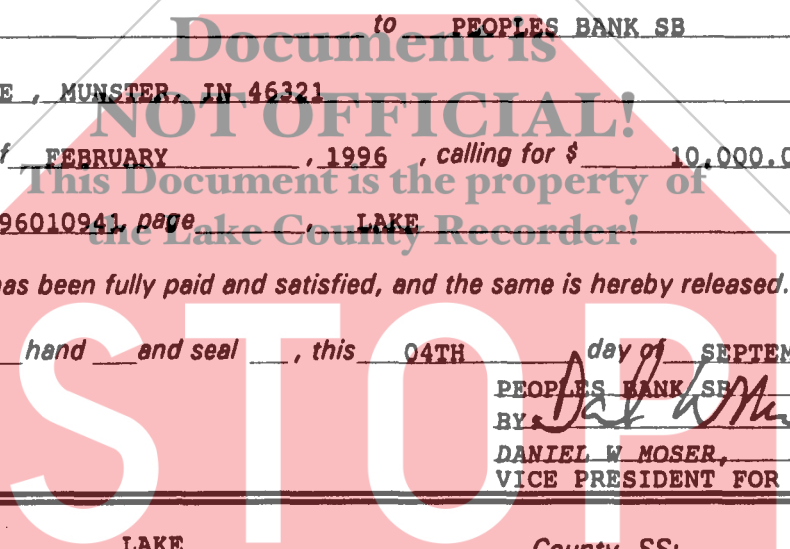 to PEOPLES BANK SB
Document is
E , MUNSTER, IN 46321
NOT OFFICIAL!
f FEBRUARY , 1996 , calling for $ 10,000.0
This Document is the property of
96010941, page , LAKE
the Lake County Recorder!
has been fully paid and satisfied, and the same is hereby released.
hand and seal , this 04TH day of SEPTEM
STOP
PEOPLES BANK SB
BY:
DANIEL W MOSER,
VICE PRESIDENT FOR
LAKE County, SS: